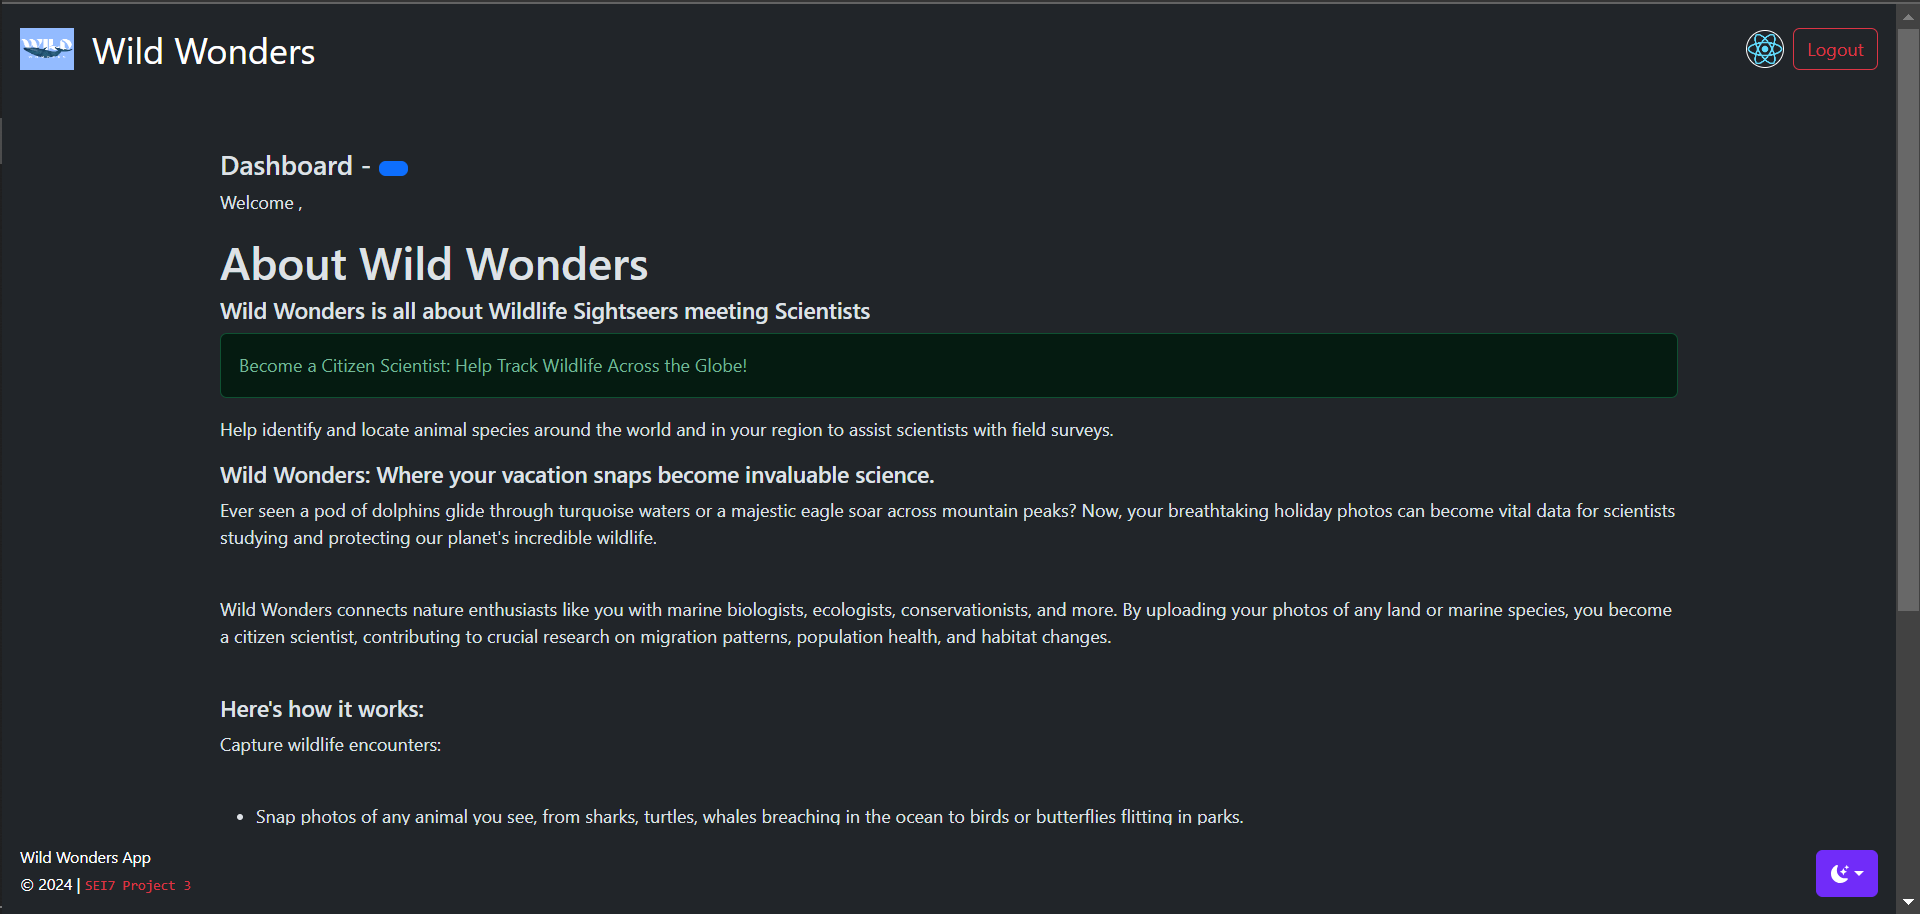 WILD
Wild Wonders
Logout
Dashboard -
Welcome ,
About Wild Wonders
Wild Wonders is all about Wildlife Sightseers meeting Scientists
Become a Citizen Scientist: Help Track Wildlife Across the Globe!
Help identify and locate animal species around the world and in your region to assist scientists with field surveys.
Wild Wonders: Where your vacation snaps become invaluable science.
Ever seen a pod of dolphins glide through turquoise waters or a majestic eagle soar across mountain peaks? Now, your breathtaking holiday photos can become vital data for scientists
studying and protecting our planet's incredible wildlife.
Wild Wonders connects nature enthusiasts like you with marine biologists, ecologists, conservationists, and more. By uploading your photos of any land or marine species, you become
a citizen scientist, contributing to crucial research on migration patterns, population health, and habitat changes.
Here's how it works:
Capture wildlife encounters:
• Snap photos of any animal you see, from sharks, turtles, whales breaching in the ocean to birds or butterflies flitting in parks.
Wild Wonders App
© 2024 | SEI7 Project 3